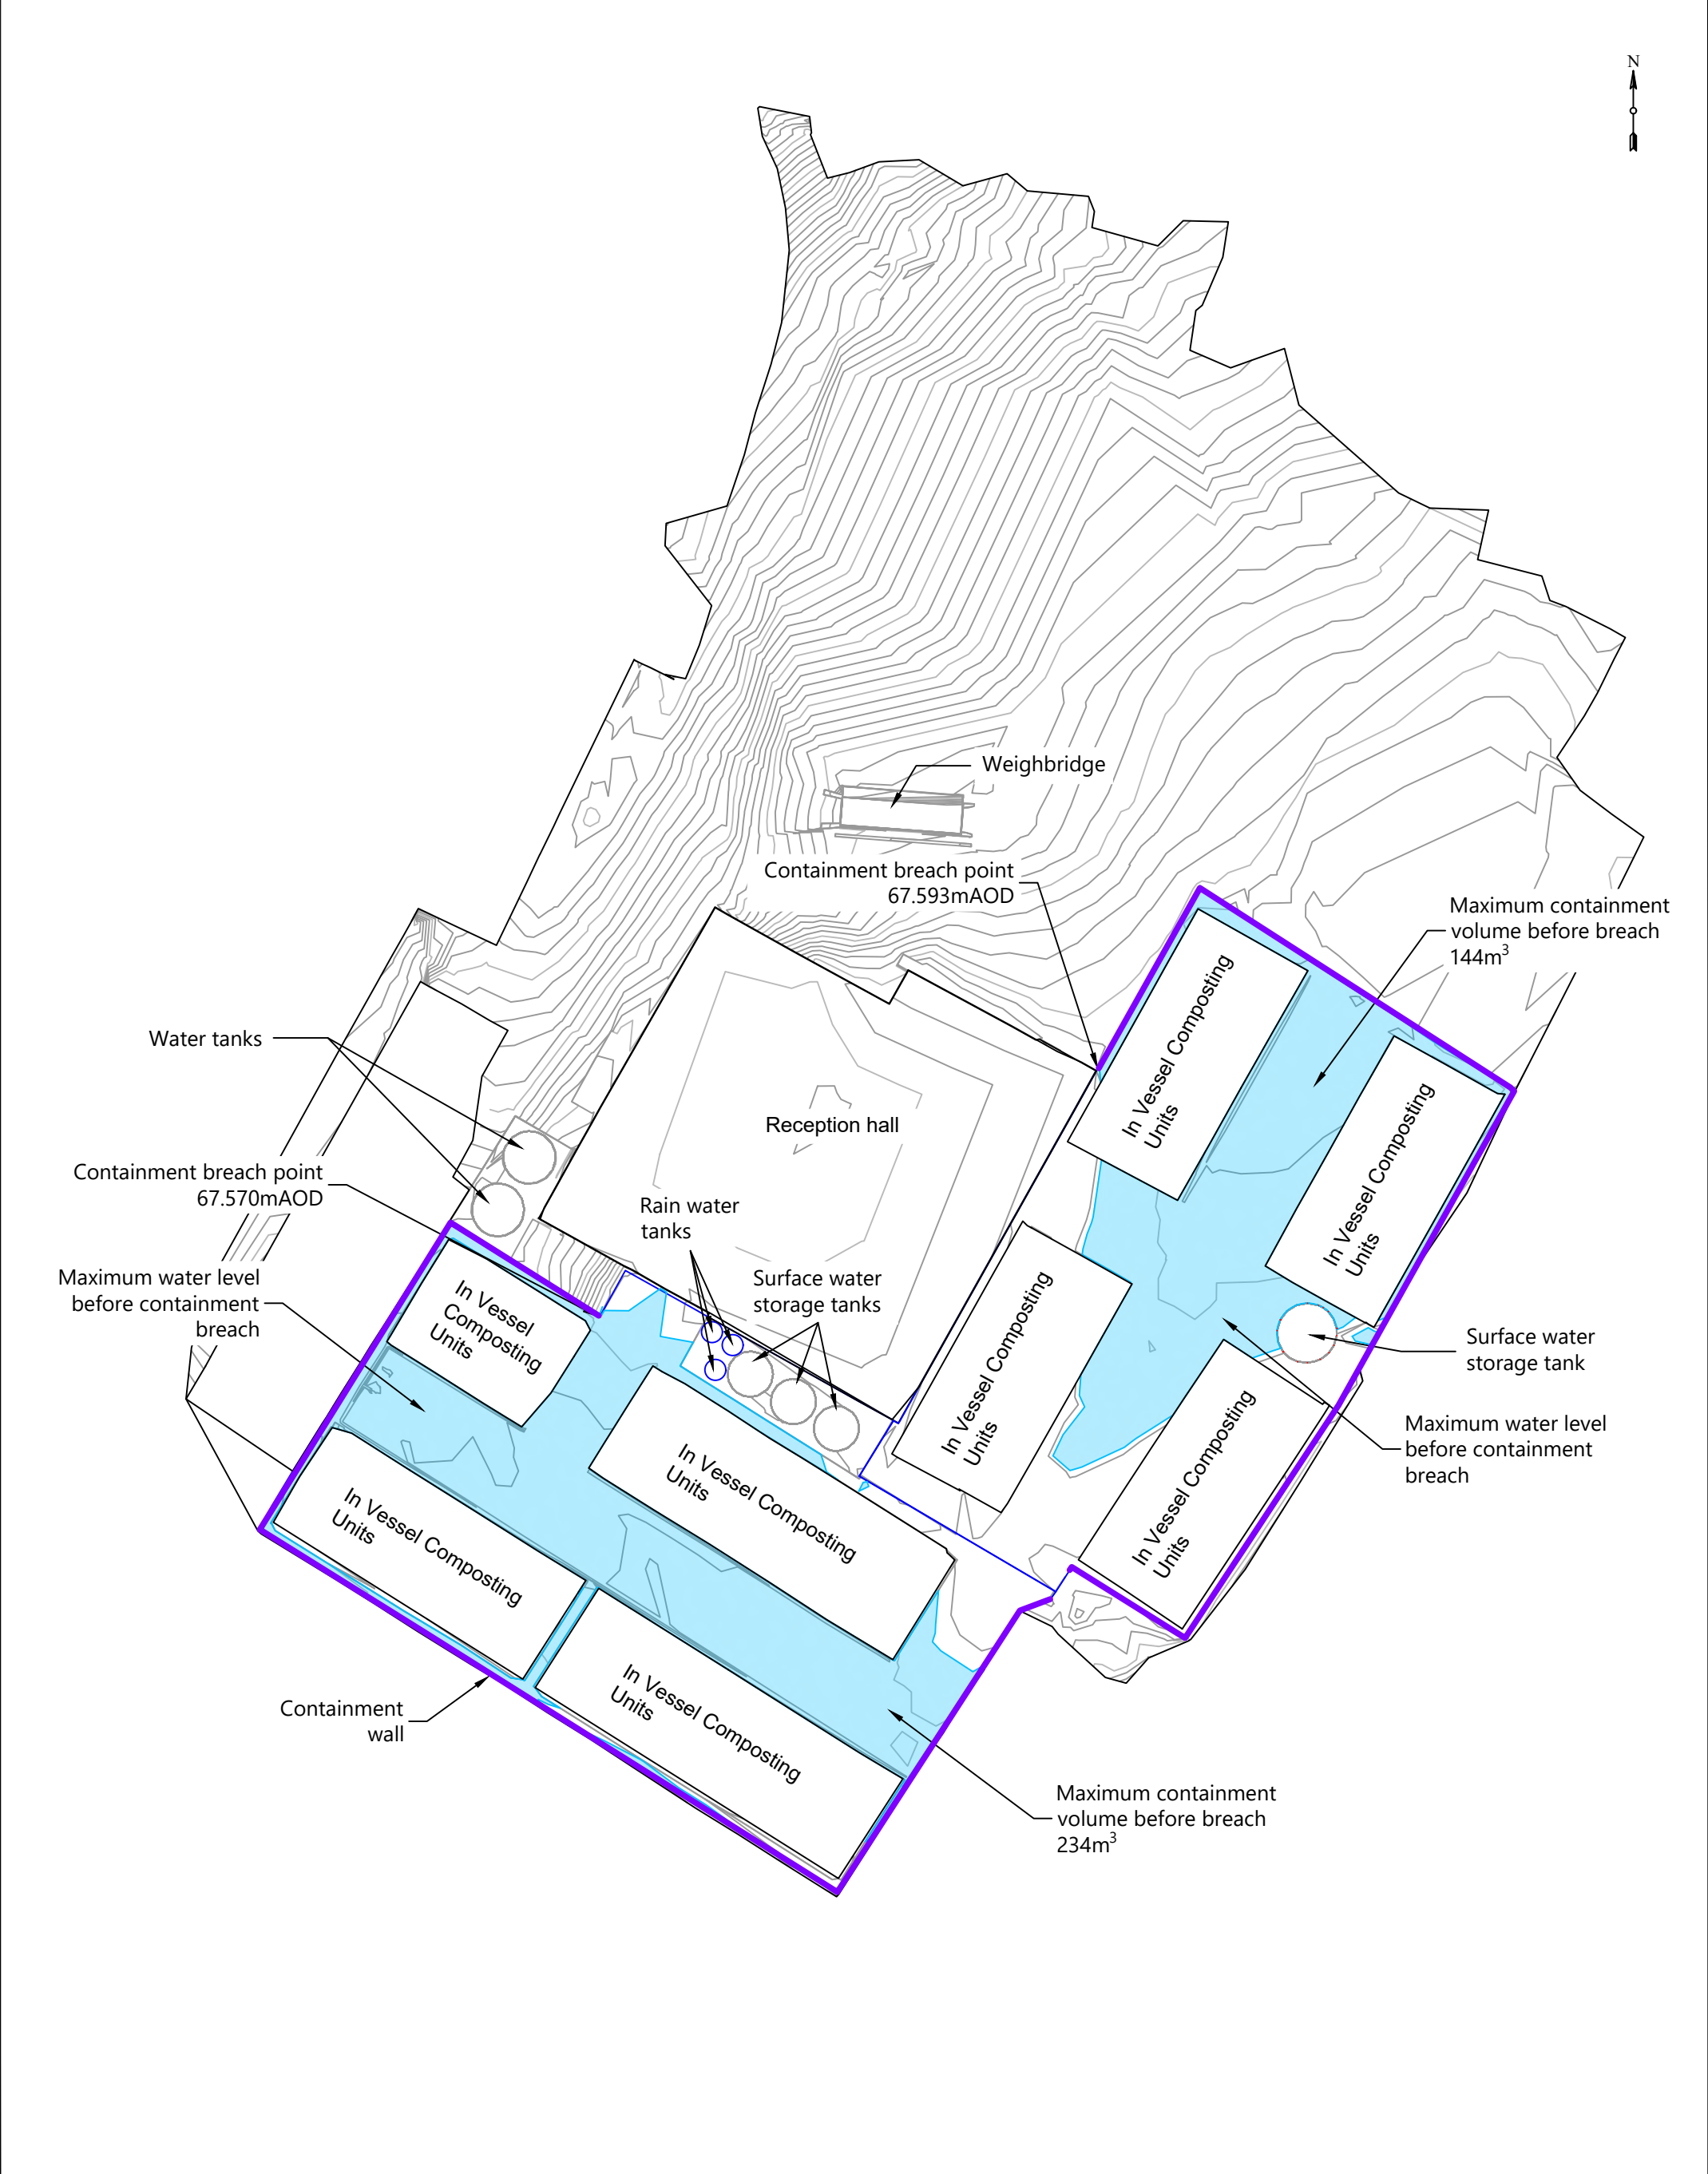 N
Weighbridge
Containment breach point
67.593mAOD
Maximum containment
volume before breach
144m³
In Vessel Composting
Units
Water tanks
In Vessel Composting
Units
Reception hall
Containment breach point
67.570mAOD
Rain water
tanks
Surface water
storage tanks
Maximum water level
before containment
breach
In Vessel
Composting
Units
In Vessel Composting
Units
Surface water
storage tank
Maximum water level
before containment
breach
In Vessel Composting
Units
In Vessel Composting
Units
In Vessel Composting
Units
In Vessel Composting
Units
Containment
wall
Maximum containment
volume before breach
234m³